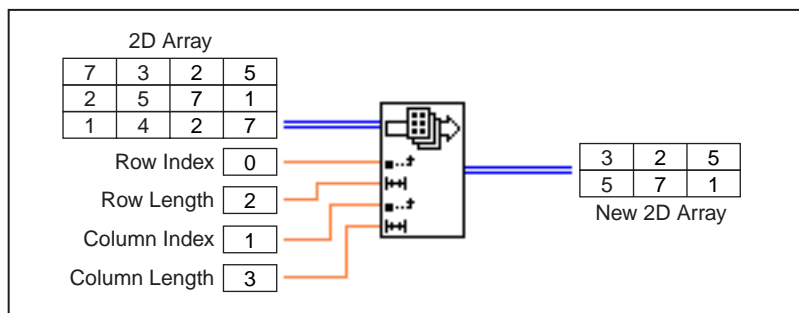 2D Array
7 3 2 5
2 5 7 1
1 4 2 7
Row Index 0
Row Length 2
Column Index 1
Column Length 3
3 2 5
5 7 1
New 2D Array